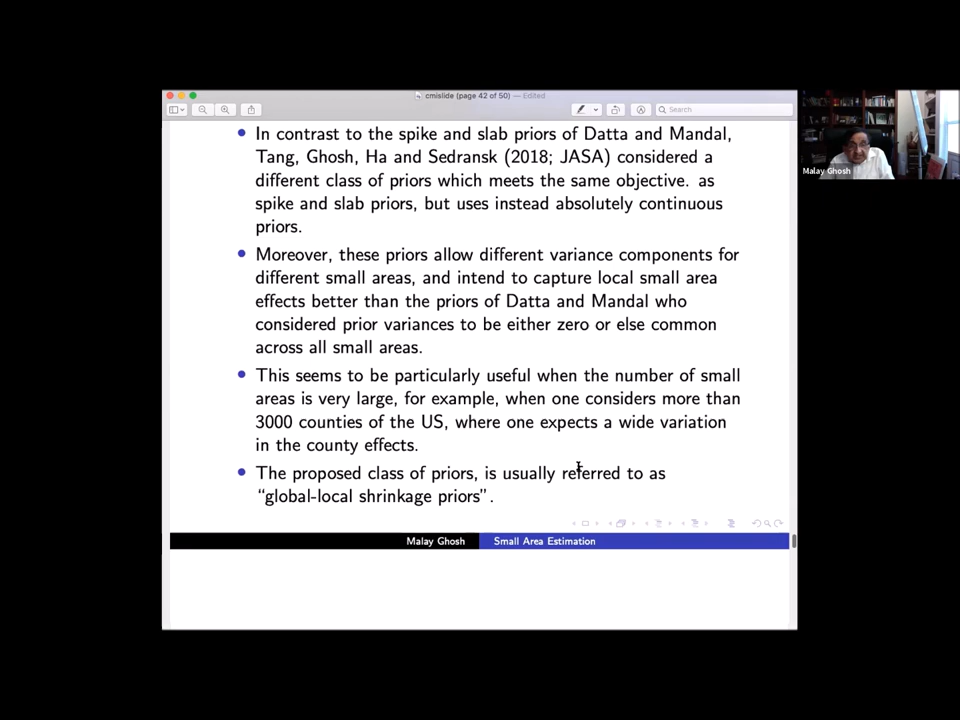 cmislide (page 42 of 50) — Edited
Search
In contrast to the spike and slab priors of Datta and Mandal,
Tang, Ghosh, Ha and Sedransk (2018; JASA) considered a
different class of priors which meets the same objective. as
spike and slab priors, but uses instead absolutely continuous
priors.
Moreover, these priors allow different variance components for
different small areas, and intend to capture local small area
effects better than the priors of Datta and Mandal who
considered prior variances to be either zero or else common
across all small areas.
This seems to be particularly useful when the number of small
areas is very large, for example, when one considers more than
3000 counties of the US, where one expects a wide variation
in the county effects.
The proposed class of priors, is usually referred to as
“global-local shrinkage priors”.
Malay Ghosh
Small Area Estimation
Malay Ghosh